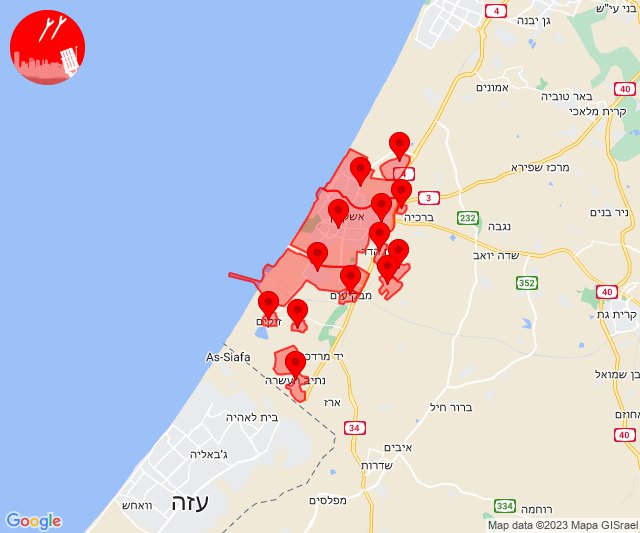 בני עי"ש
4
גן יבנה
אמונים
40
באר טוביה
קרית מלאכי
4
מרכז שפירא
3
ברכיה
232
נגבה
ניר בנים
שדה יואב
352
40
קרית גת
מבקיעים
זיקים
As-Siafa
יד מרדכי
נתיב העשרה
בן שמואל
ארז
ברור חיל
אחוזם
בית לאהיה
34
40
ג'באליה
איבים
שדרות
עזה
וואחש
מפלסים
334
רוחמה
Google
Map data ©2023 Mapa GISrael